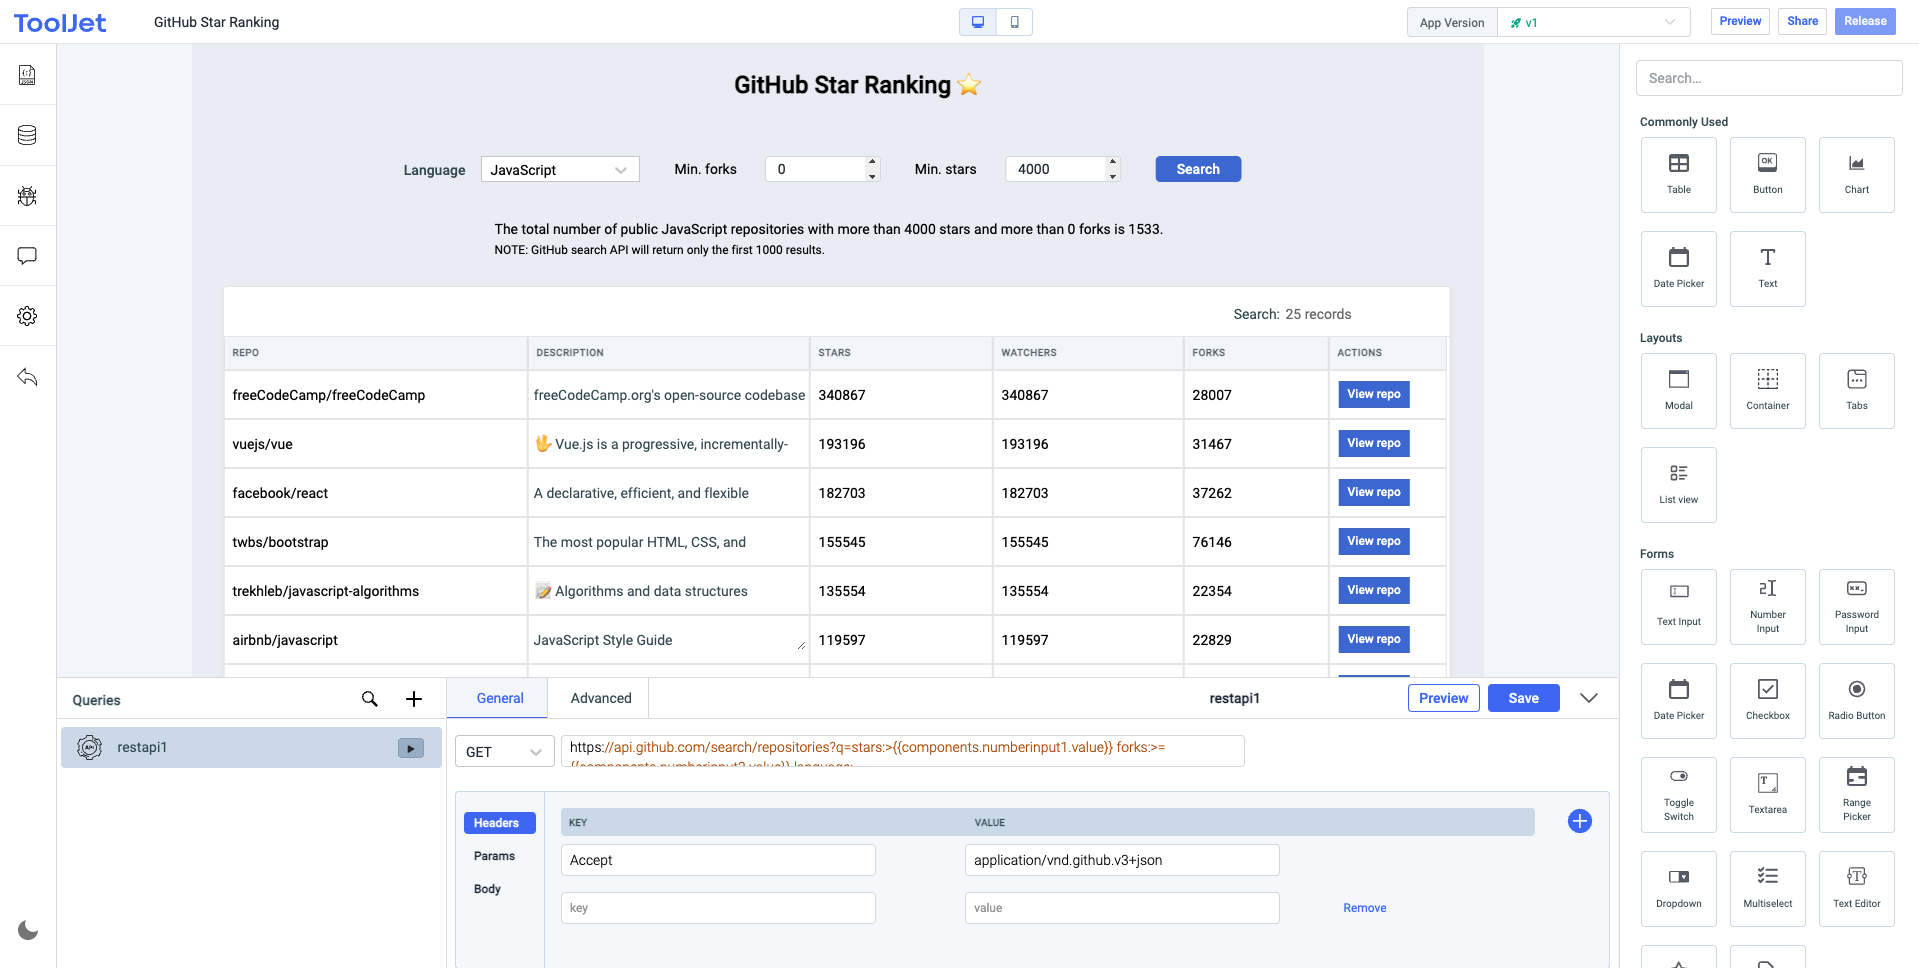 ToolJet
GitHub Star Ranking
App Version
v1
Preview
Share
Release
GitHub Star Ranking ⭐
Language
JavaScript
Min. forks
0
Min. stars
4000
Search
The total number of public JavaScript repositories with more than 4000 stars and more than 0 forks is 1533.
NOTE: GitHub search API will return only the first 1000 results.
Search: 25 records
REPO DESCRIPTION STARS WATCHERS FORKS ACTIONS
freeCodeCamp/freeCodeCamp freeCodeCamp.org's open-source codebase 340867 340867 28007 View repo
vuejs/vue 🖖 Vue.js is a progressive, incrementally- 193196 193196 31467 View repo
facebook/react A declarative, efficient, and flexible 182703 182703 37262 View repo
twbs/bootstrap The most popular HTML, CSS, and 155545 155545 76146 View repo
trekhleb/javascript-algorithms 📝 Algorithms and data structures 135554 135554 22354 View repo
airbnb/javascript JavaScript Style Guide 119597 119597 22829 View repo
Queries
restapi1
General
Advanced
restapi1
Preview
Save
GET
https://api.github.com/search/repositories?q=stars:>{{components.numberinput1.value}} forks:>=
{{components.numberinput2.value}} language:
Headers
Params
Body
KEY VALUE
Accept application/vnd.github.v3+json
key value Remove
Search...
Commonly Used
Table
Button
OK
Chart
Date Picker
Text
Layouts
Modal
Container
Tabs
List view
Forms
Text Input
Number
Input
Password
Input
Date Picker
Checkbox
Radio Button
Toggle
Switch
Textarea
Range
Picker
Dropdown
Multiselect
Text Editor